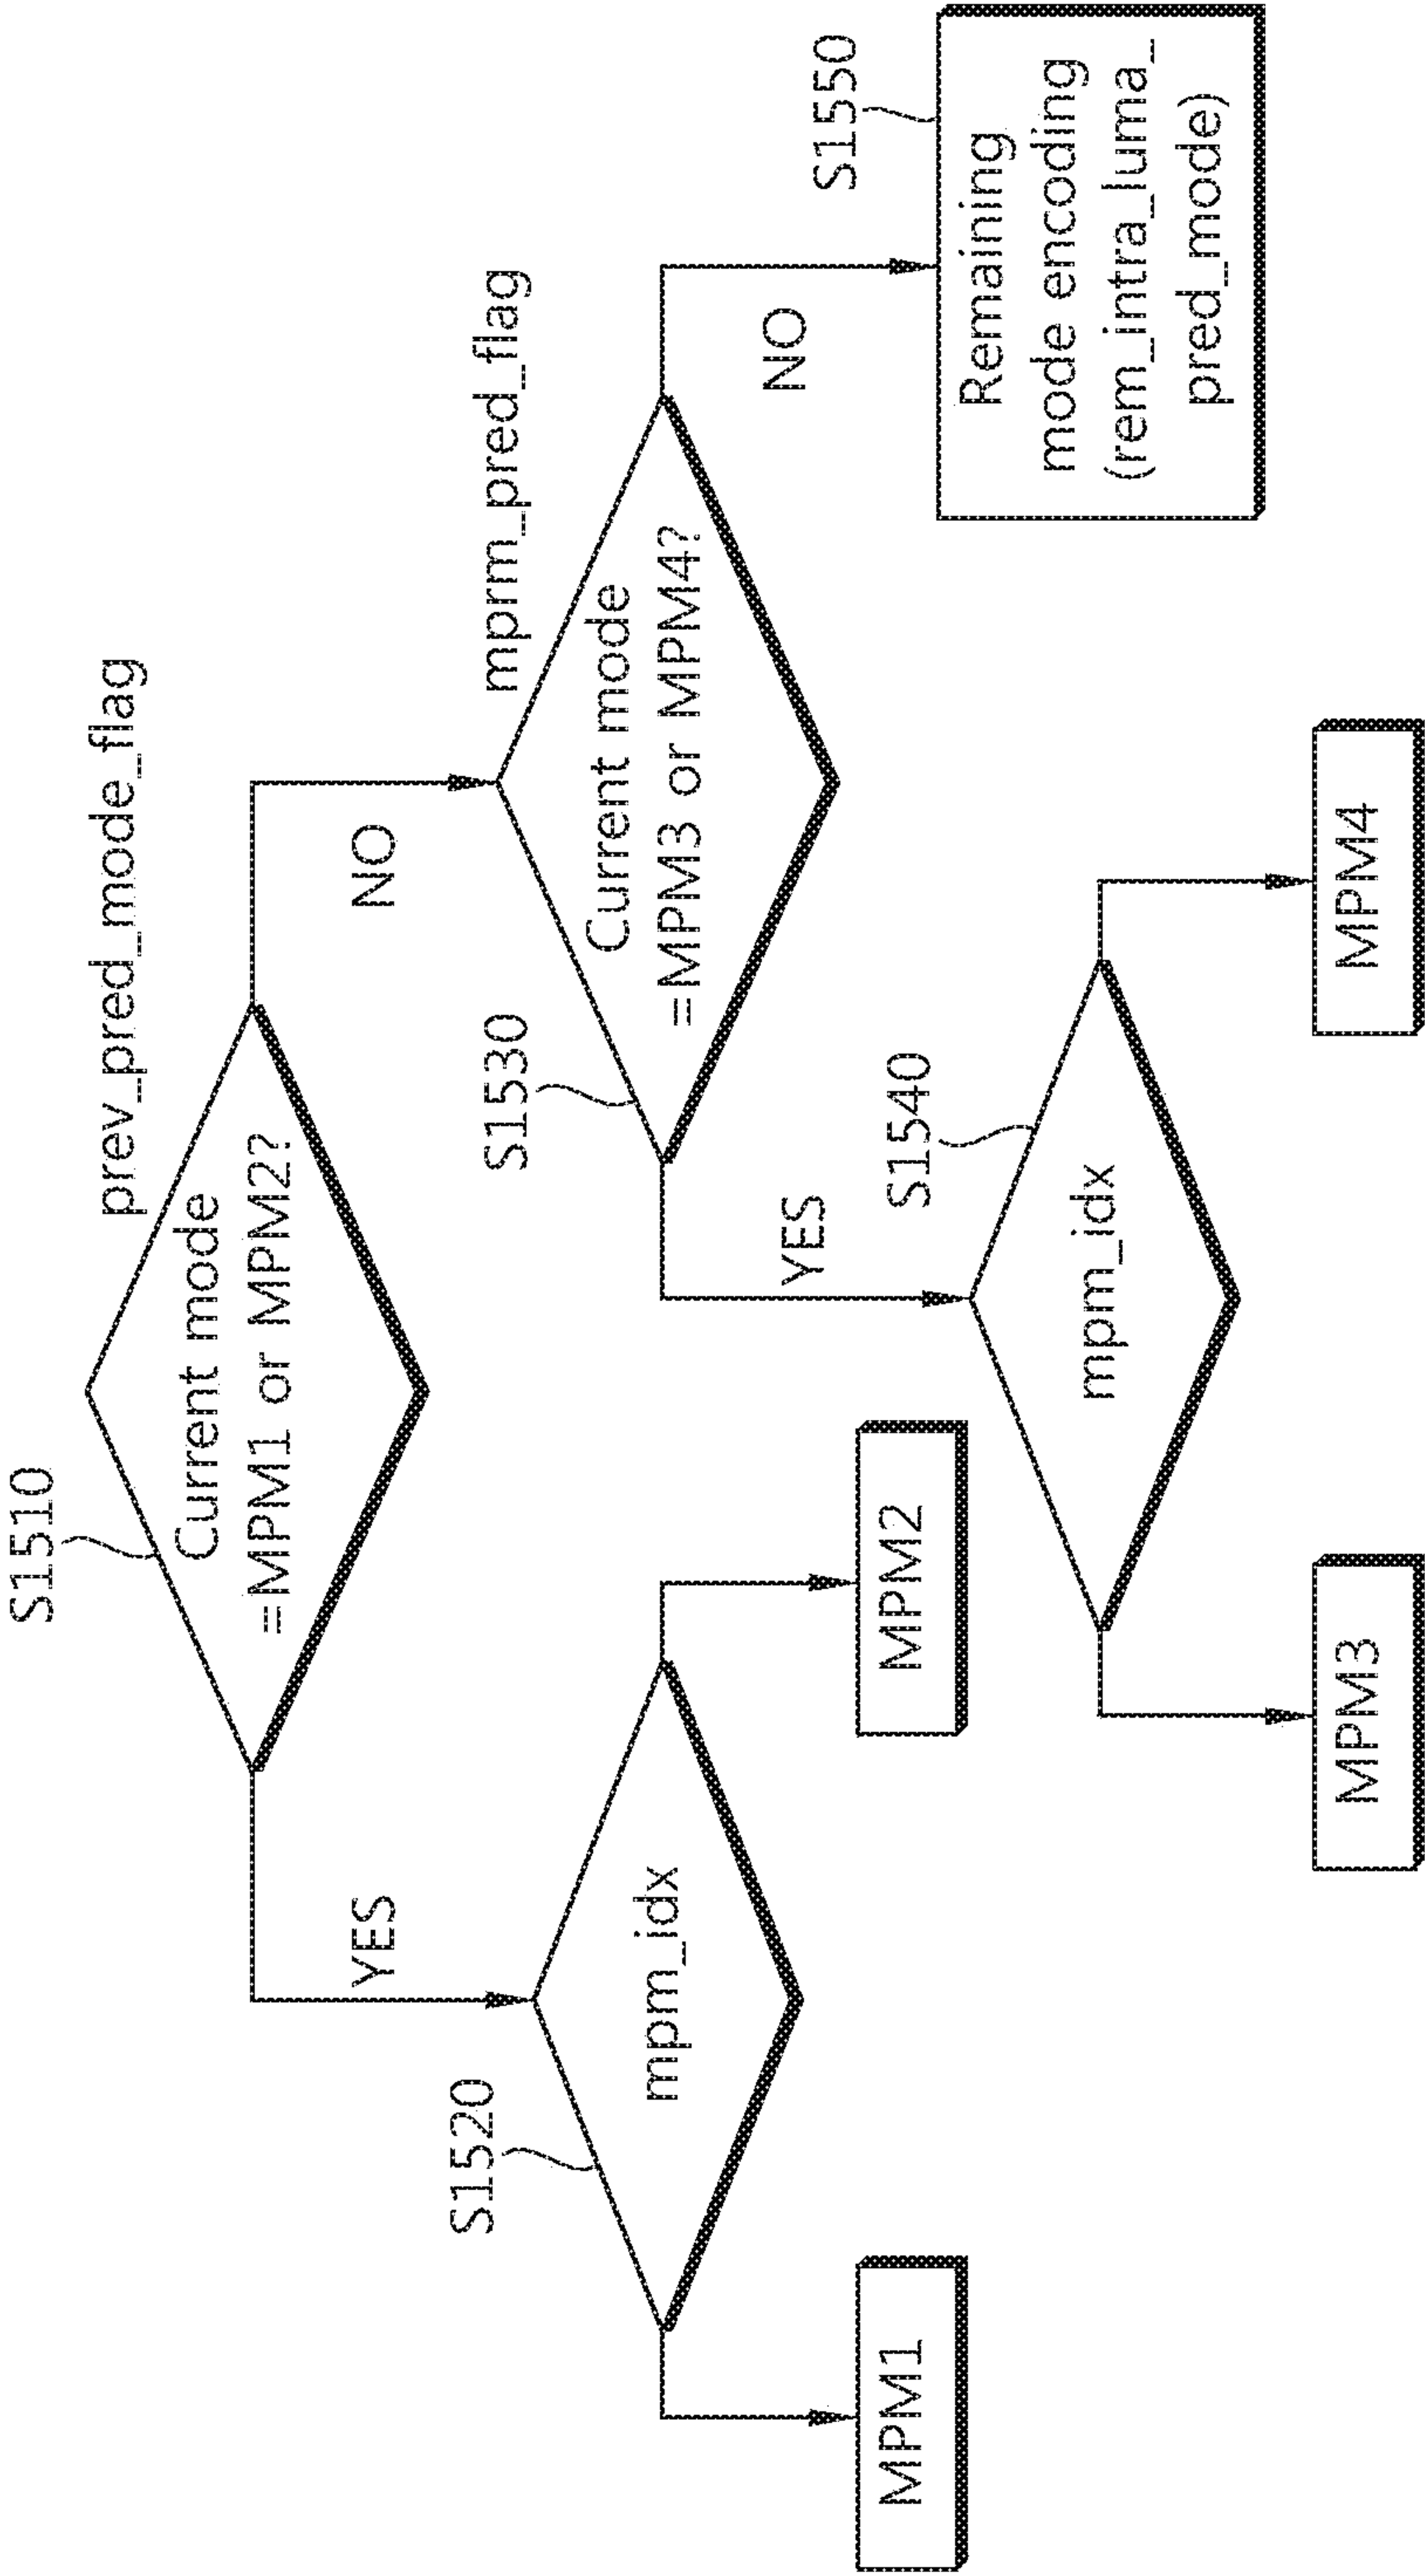 S1510
prev_pred_mode_flag
Current mode
=MPM1 or MPM2?
YES
NO
S1520
mpm_idx
MPM1
MPM2
S1530
mprm_pred_flag
Current mode
=MPM3 or MPM4?
YES
NO
S1540
mpm_idx
MPM3
MPM4
S1550
Remaining
mode encoding
(rem_intra_luma_
pred_mode)